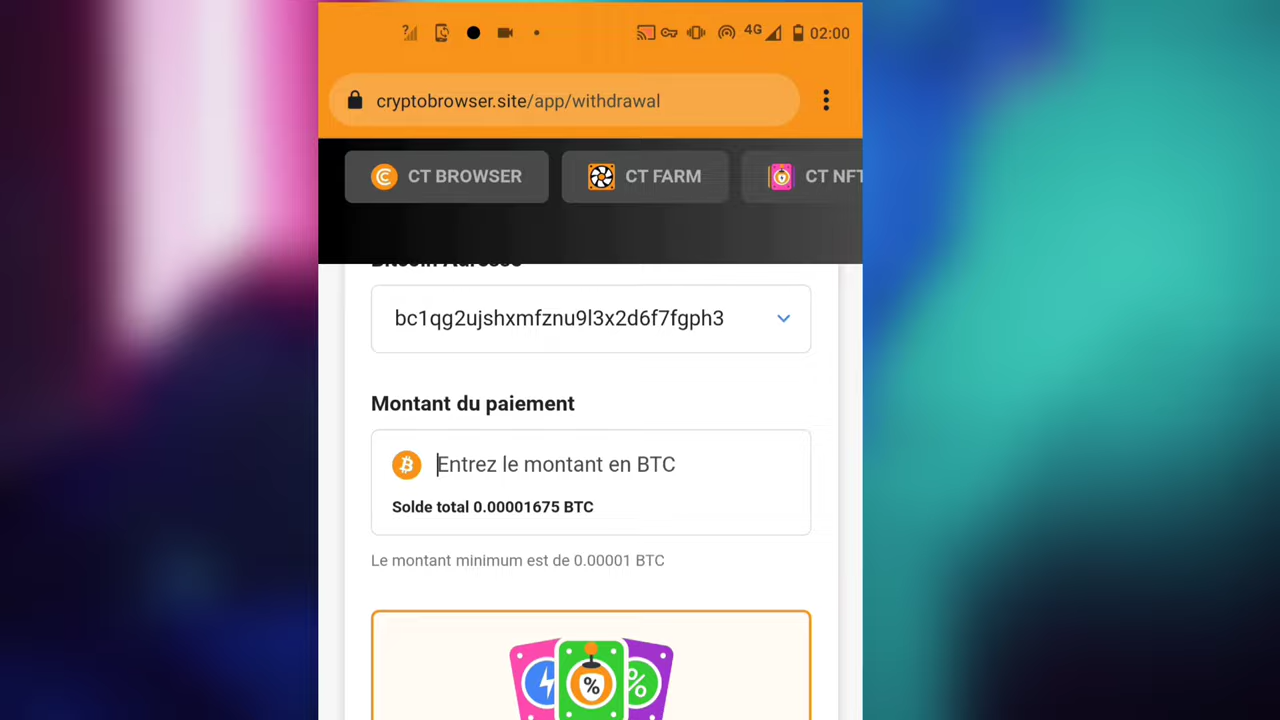 4G 02:00
cryptobrowser.site/app/withdrawal
CT BROWSER CT FARM CT NFT
Bitcoin Adresse
bc1qg2ujshxmfznu9l3x2d6f7fgph3
Montant du paiement
Entrez le montant en BTC
Solde total 0.00001675 BTC
Le montant minimum est de 0.00001 BTC